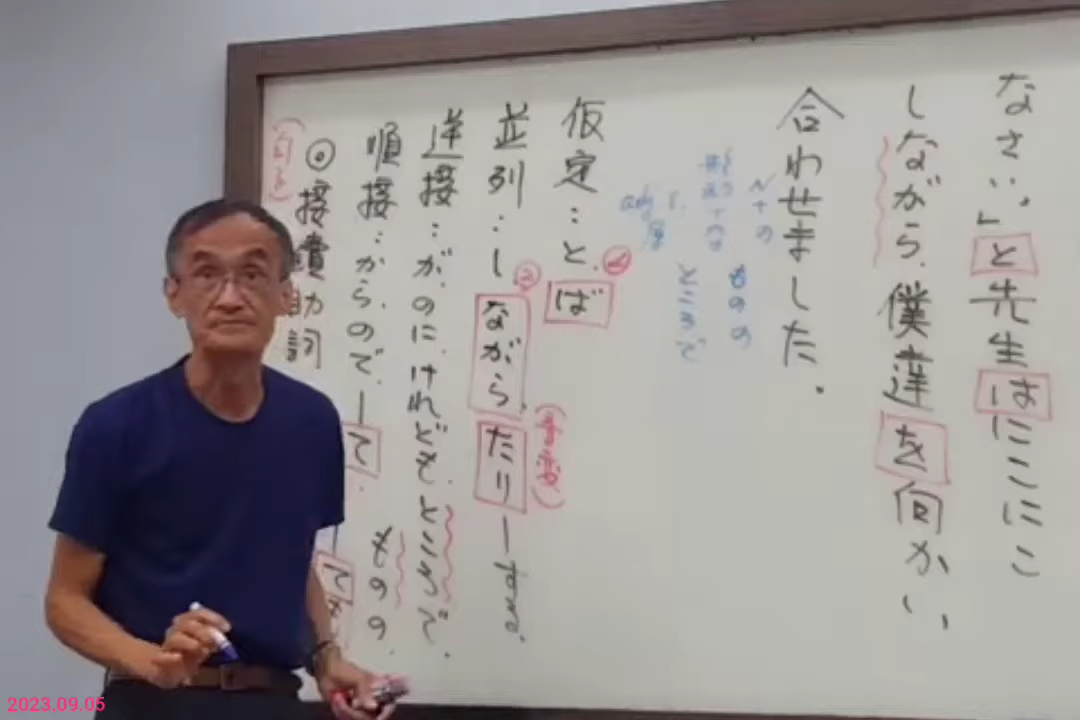 なさい。」と先生はにこにこ
しながら、僕達を向かい
合わせました。
N+の
ものの
ところで
仮定:と、ば
並列:し、ながら、たりーする。
逆接:が、のに、けれども、ところで、
ものの、
順接:から、ので、ーて、
◎接續助詞
2023.09.05